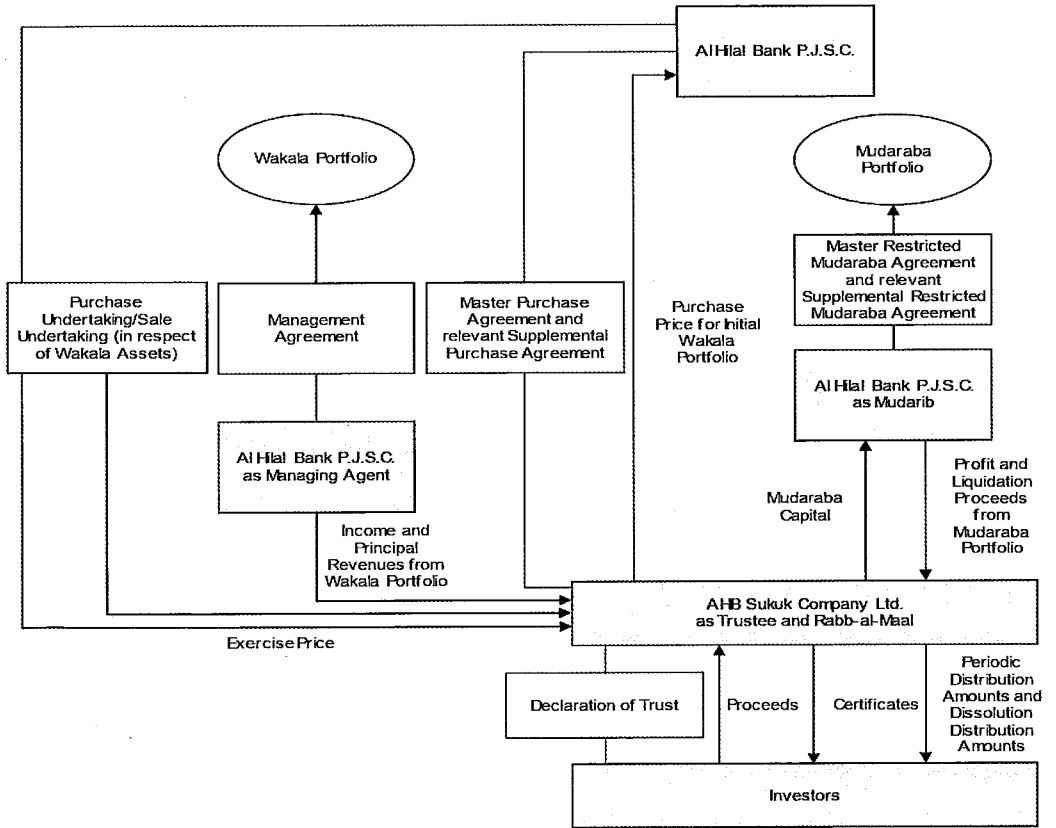 Al Hilal Bank P.J.S.C.
Wakala Portfolio
Mudaraba
Portfolio
Purchase
Undertaking/Sale
Undertaking (in respect
of Wakala Assets)
Management
Agreement
Master Purchase
Agreement and
relevant Supplemental
Purchase Agreement
Purchase
Price for Initial
Wakala
Portfolio
Master Restricted
Mudaraba Agreement
and relevant
Supplemental Restricted
Mudaraba Agreement
Al Hilal Bank P.J.S.C.
as Mudarib
Al Hilal Bank P.J.S.C.
as Managing Agent
Mudaraba
Capital
Profit and
Liquidation
Proceeds
from
Mudaraba
Portfolio
Income and
Principal
Revenues from
Wakala Portfolio
AHB Sukuk Company Ltd.
as Trustee and Rabb-al-Maal
Exercise Price
Declaration of Trust
Proceeds
Certificates
Periodic
Distribution
Amounts and
Dissolution
Distribution
Amounts
Investors